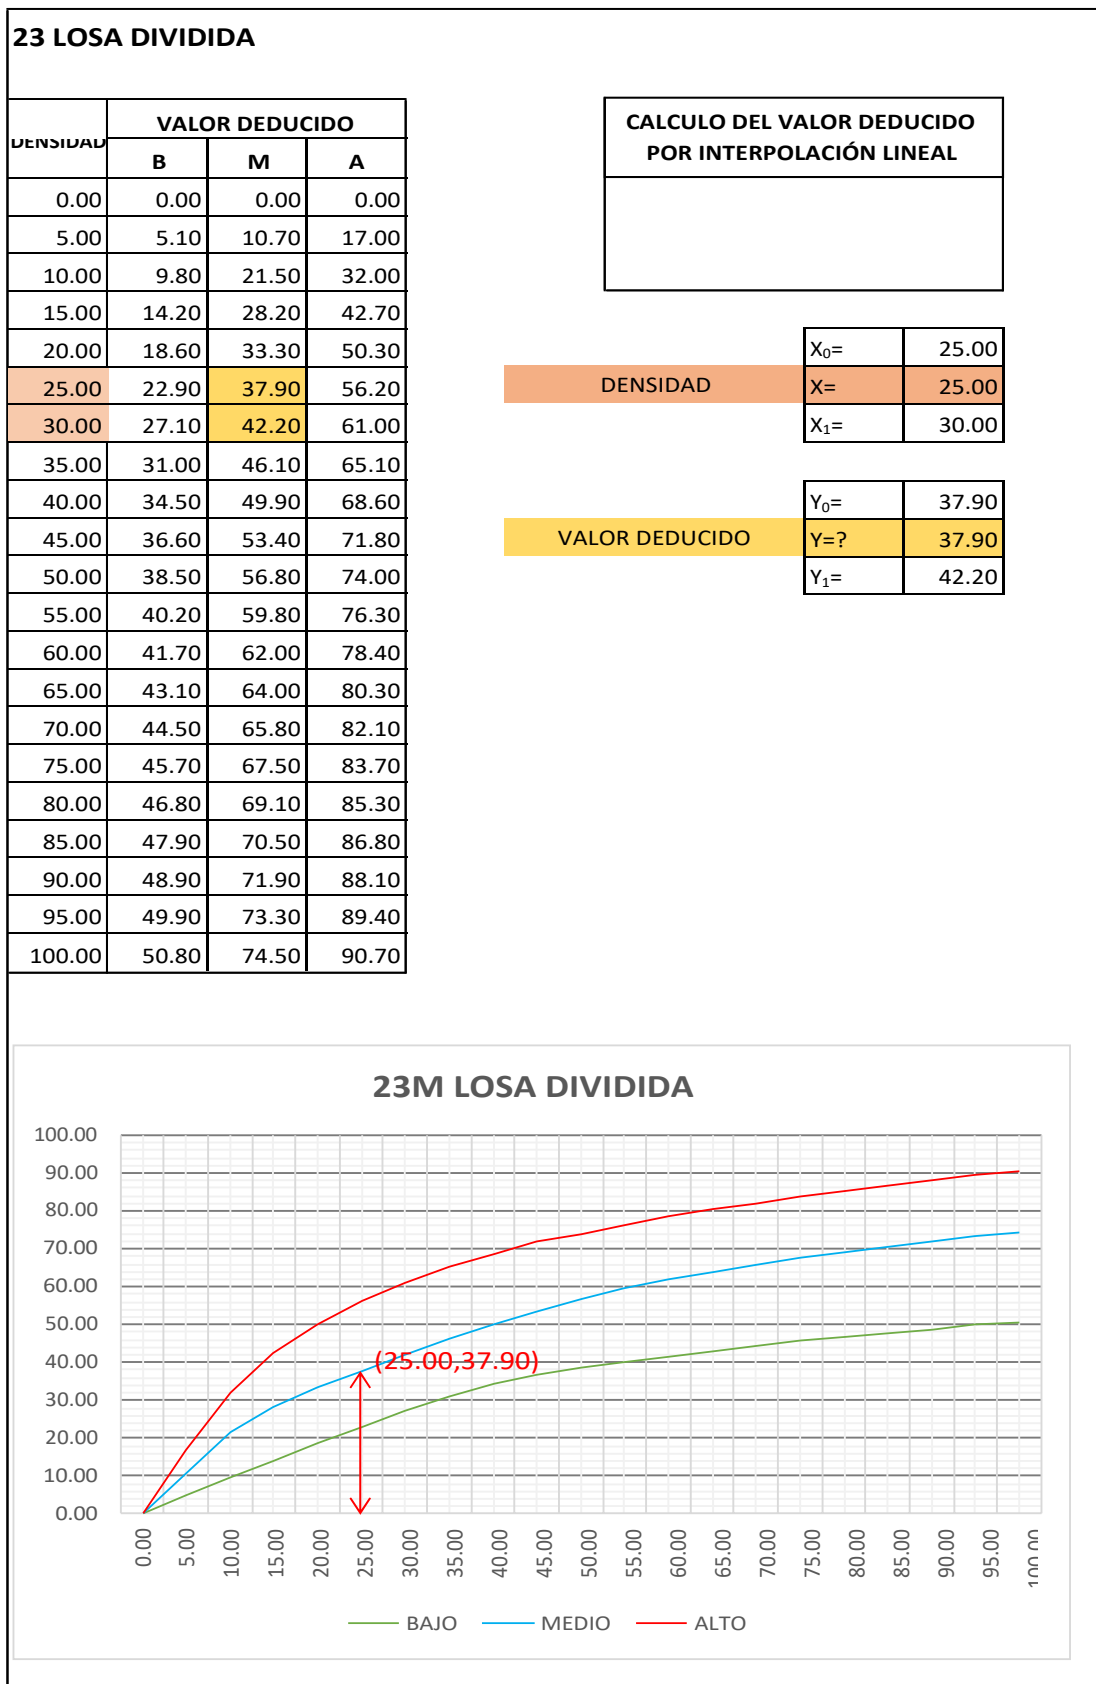 23 LOSA DIVIDIDA
DENSIDAD VALOR DEDUCIDO
B M A
0.00 0.00 0.00 0.00
5.00 5.10 10.70 17.00
10.00 9.80 21.50 32.00
15.00 14.20 28.20 42.70
20.00 18.60 33.30 50.30
25.00 22.90 37.90 56.20
30.00 27.10 42.20 61.00
35.00 31.00 46.10 65.10
40.00 34.50 49.90 68.60
45.00 36.60 53.40 71.80
50.00 38.50 56.80 74.00
55.00 40.20 59.80 76.30
60.00 41.70 62.00 78.40
65.00 43.10 64.00 80.30
70.00 44.50 65.80 82.10
75.00 45.70 67.50 83.70
80.00 46.80 69.10 85.30
85.00 47.90 70.50 86.80
90.00 48.90 71.90 88.10
95.00 49.90 73.30 89.40
100.00 50.80 74.50 90.70
CALCULO DEL VALOR DEDUCIDO
POR INTERPOLACIÓN LINEAL
X₀= 25.00
DENSIDAD X= 25.00
X₁= 30.00
Y₀= 37.90
VALOR DEDUCIDO Y=? 37.90
Y₁= 42.20
23M LOSA DIVIDIDA
100.00
90.00
80.00
70.00
60.00
50.00
40.00
30.00
20.00
10.00
0.00
(25.00,37.90)
0.00 5.00 10.00 15.00 20.00 25.00 30.00 35.00 40.00 45.00 50.00 55.00 60.00 65.00 70.00 75.00 80.00 85.00 90.00 95.00 100.00
BAJO MEDIO ALTO